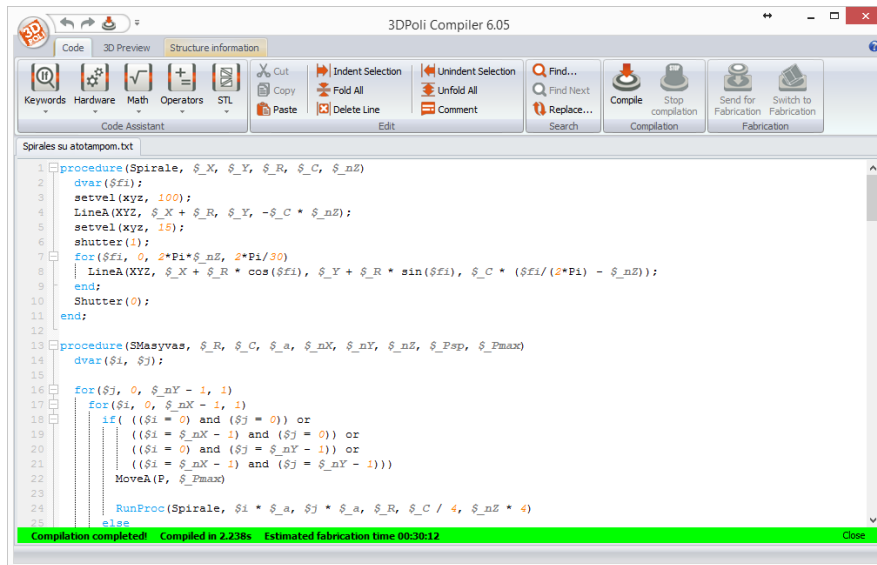 3D POLI
3DPoli Compiler 6.05
Code 3D Preview Structure information
Keywords Hardware Math Operators STL
Code Assistant
Cut Indent Selection Unindent Selection
Copy Fold All Unfold All
Paste Delete Line Comment
Edit
Find...
Find Next
Replace...
Search
Compile Stop compilation
Compilation
Send for Fabrication Switch to Fabrication
Fabrication
Spirales su atotampom.txt
1 procedure(Spirale, $_X, $_Y, $_R, $_C, $_nZ)
2 dvar($fi);
3 setvel(xyz, 100);
4 LineA(XYZ, $_X + $_R, $_Y, -$_C * $_nZ);
5 setvel(xyz, 15);
6 shutter(1);
7 for($fi, 0, 2*Pi*$_nZ, 2*Pi/30)
8 LineA(XYZ, $_X + $_R * cos($fi), $_Y + $_R * sin($fi), $_C * ($fi/(2*Pi) - $_nZ));
9 end;
10 Shutter(0);
11 end;
12
13 procedure(SMasyvas, $_R, $_C, $_a, $_nX, $_nY, $_nZ, $_Psp, $_Pmax)
14 dvar($i, $j);
15
16 for($j, 0, $_nY - 1, 1)
17 for($i, 0, $_nX - 1, 1)
18 if( (($i = 0) and ($j = 0)) or
19 (($i = $_nX - 1) and ($j = 0)) or
20 (($i = 0) and ($j = $_nY - 1)) or
21 (($i = $_nX - 1) and ($j = $_nY - 1)))
22 MoveA(P, $_Pmax)
23
24 RunProc(Spirale, $i * $_a, $j * $_a, $_R, $_C / 4, $_nZ * 4)
25 else
Compilation completed! Compiled in 2.238s Estimated fabrication time 00:30:12 Close